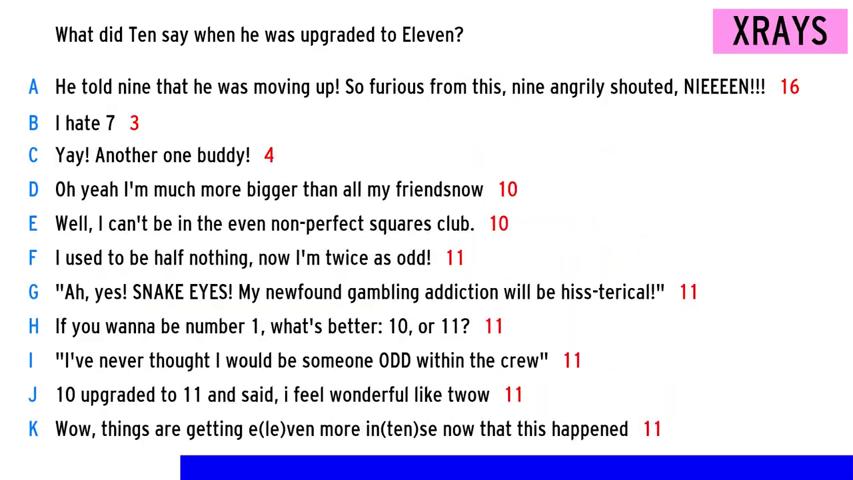 What did Ten say when he was upgraded to Eleven?
XRAYS
A He told nine that he was moving up! So furious from this, nine angrily shouted, NIEEEEN!!! 16
B I hate 7 3
C Yay! Another one buddy! 4
D Oh yeah I'm much more bigger than all my friendsnow 10
E Well, I can't be in the even non-perfect squares club. 10
F I used to be half nothing, now I'm twice as odd! 11
G "Ah, yes! SNAKE EYES! My newfound gambling addiction will be hiss-terical!" 11
H If you wanna be number 1, what's better: 10, or 11? 11
I "I've never thought I would be someone ODD within the crew" 11
J 10 upgraded to 11 and said, i feel wonderful like twow 11
K Wow, things are getting e(le)ven more in(ten)se now that this happened 11